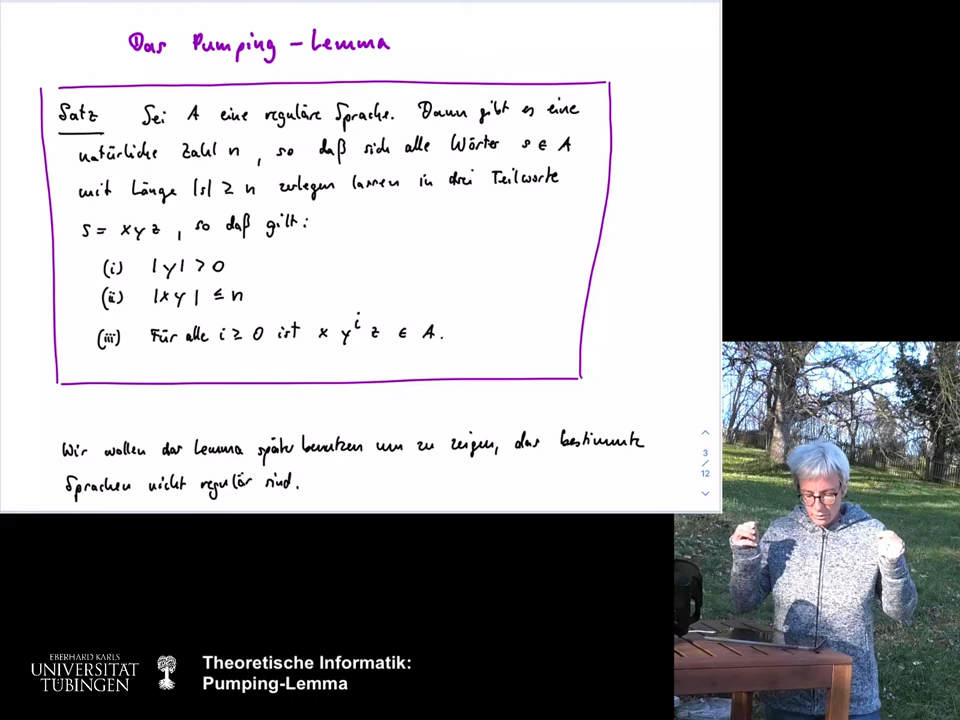 Das Pumping-Lemma
Satz Sei A eine reguläre Sprache. Dann gibt es eine
natürliche Zahl n, so daß sich alle Wörter s ∈ A
mit Länge |s| ≥ n zerlegen lassen in drei Teilworte
s = xyz, so daß gilt:
(i) |y| > 0
(ii) |xy| ≤ n
(iii) Für alle i ≥ 0 ist x yⁱ z ∈ A.
Wir wollen das Lemma später benutzen um zu zeigen, das bestimmte
Sprachen nicht regulär sind.
3
/
12
EBERHARD KARLS
UNIVERSITÄT
TÜBINGEN
Theoretische Informatik:
Pumping-Lemma